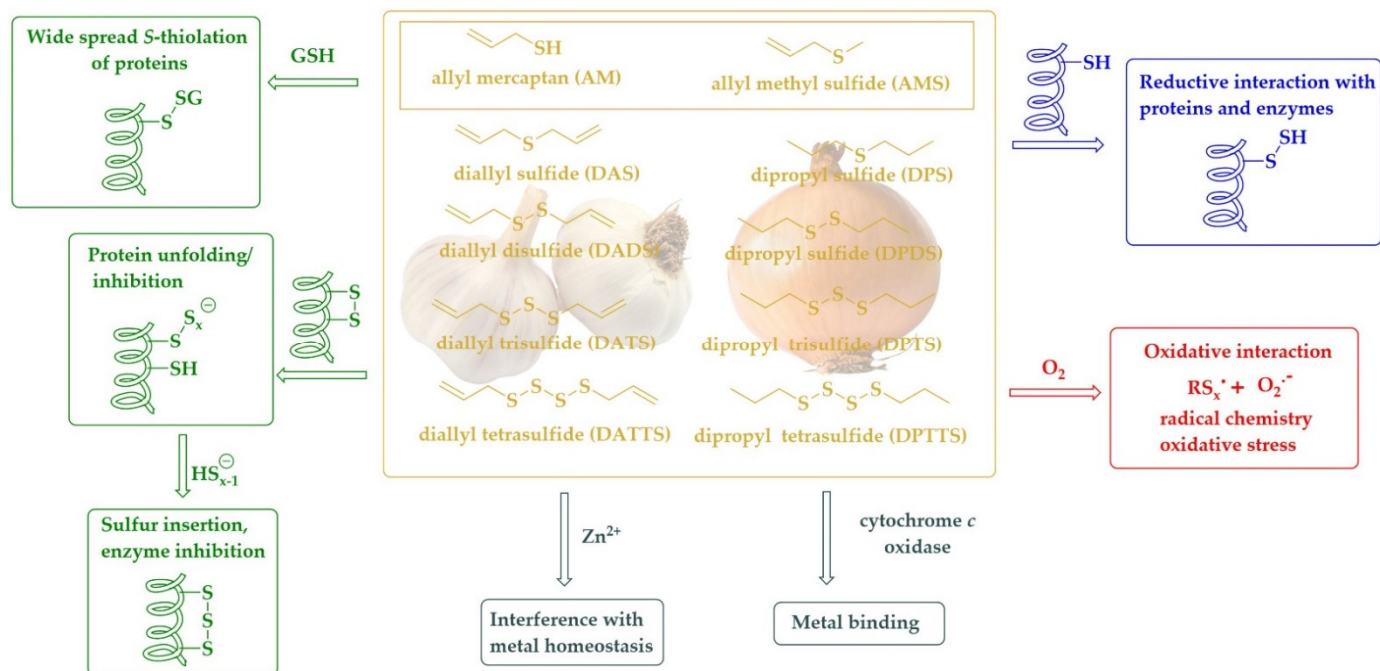 Wide spread S-thiolation
of proteins
SG
S
GSH
Protein unfolding/
inhibition
Sx⊖
S
SH
S
S
HSx-1⊖
Sulfur insertion,
enzyme inhibition
S
S
S
SH
allyl mercaptan (AM)
S
allyl methyl sulfide (AMS)
S
diallyl sulfide (DAS)
S
dipropyl sulfide (DPS)
S S
diallyl disulfide (DADS)
S S
dipropyl sulfide (DPDS)
S S S
diallyl trisulfide (DATS)
S S S
dipropyl trisulfide (DPTS)
S S S S
diallyl tetrasulfide (DATTS)
S S S S
dipropyl tetrasulfide (DPTTS)
Zn2+
Interference with
metal homeostasis
cytochrome c
oxidase
Metal binding
SH
Reductive interaction with
proteins and enzymes
SH
S
O2
Oxidative interaction
RSx• + O2•-
radical chemistry
oxidative stress